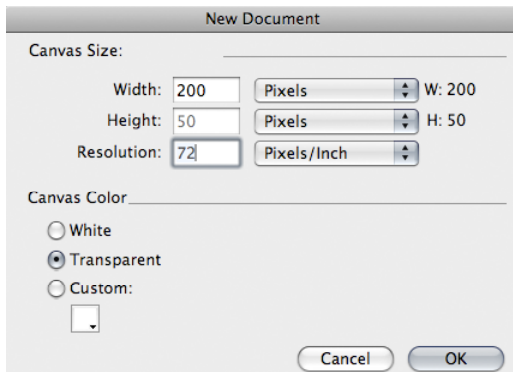 New Document
Canvas Size:
Width: 200 Pixels W: 200
Height: 50 Pixels H: 50
Resolution: 72 Pixels/Inch
Canvas Color
White
Transparent
Custom:
Cancel OK